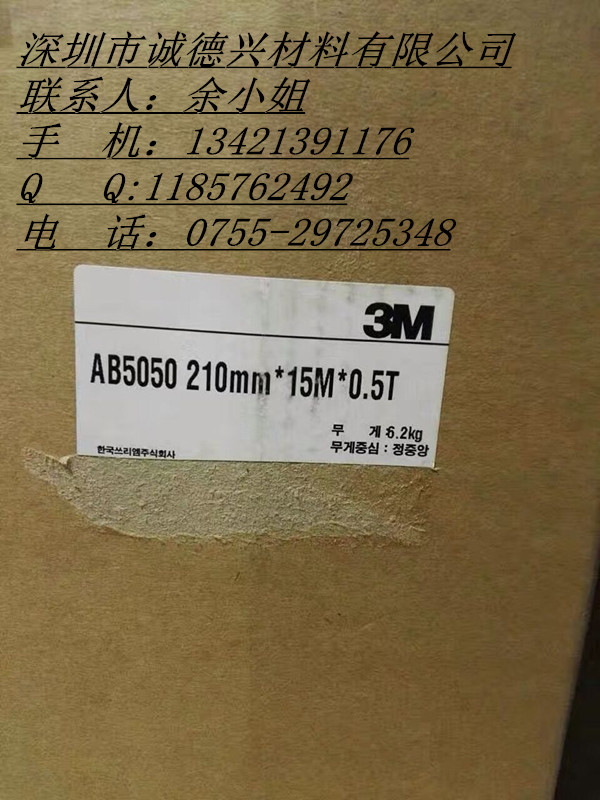 深圳市诚德兴材料有限公司
联系人：余小姐
手 机：13421391176
Q Q:1185762492
电 话：0755-29725348
3M
AB5050 210mm*15M*0.5T
무 게:6.2kg
한국쓰리엠주식회사 무게중심:정중앙